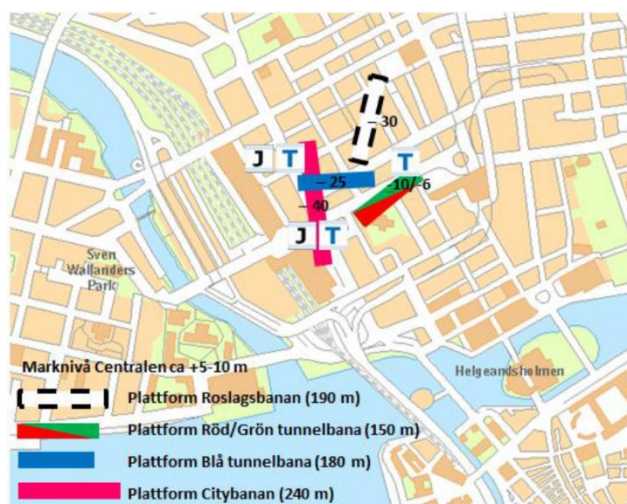 – 30
J T
T
– 25
-10/-6
– 40
J T
Sven
Wallanders
Park
Marknivå Centralen ca +5-10 m
Helgeandsholmen
Plattform Roslagsbanan (190 m)
Plattform Röd/Grön tunnelbana (150 m)
Plattform Blå tunnelbana (180 m)
Plattform Citybanan (240 m)